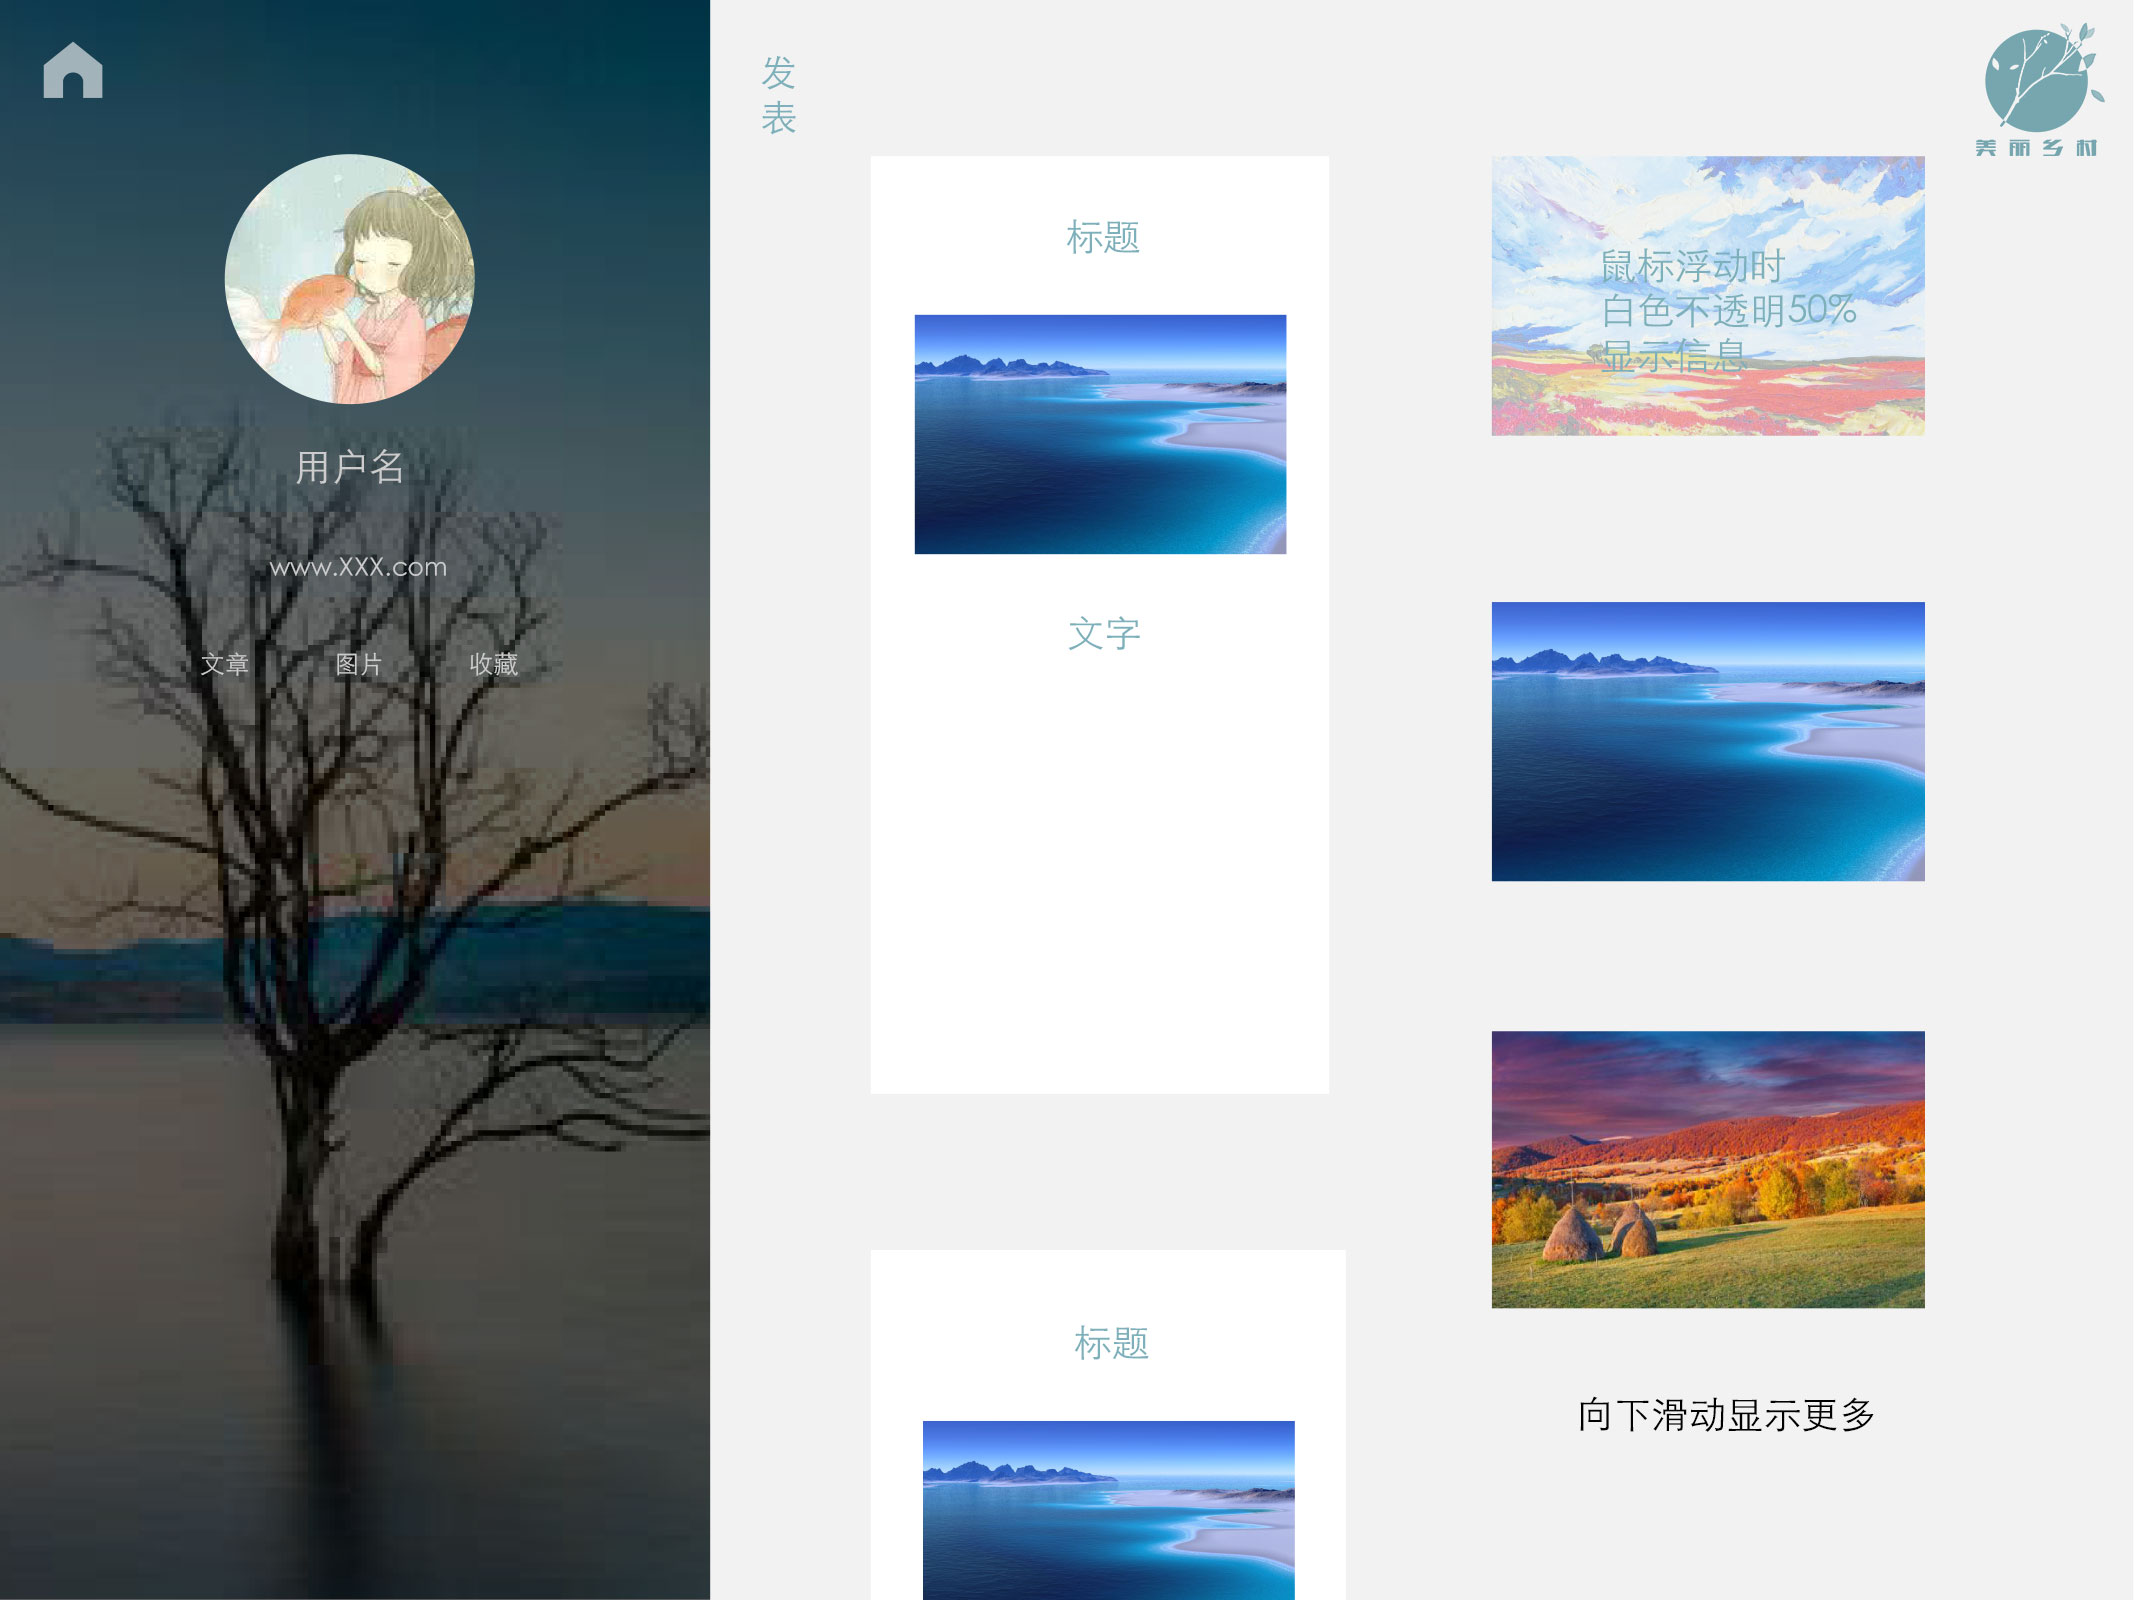 用户名
www.XXX.com
文章 图片 收藏
发
表
标题
文字
标题
美丽乡村
鼠标浮动时
白色不透明50%
显示信息
向下滑动显示更多